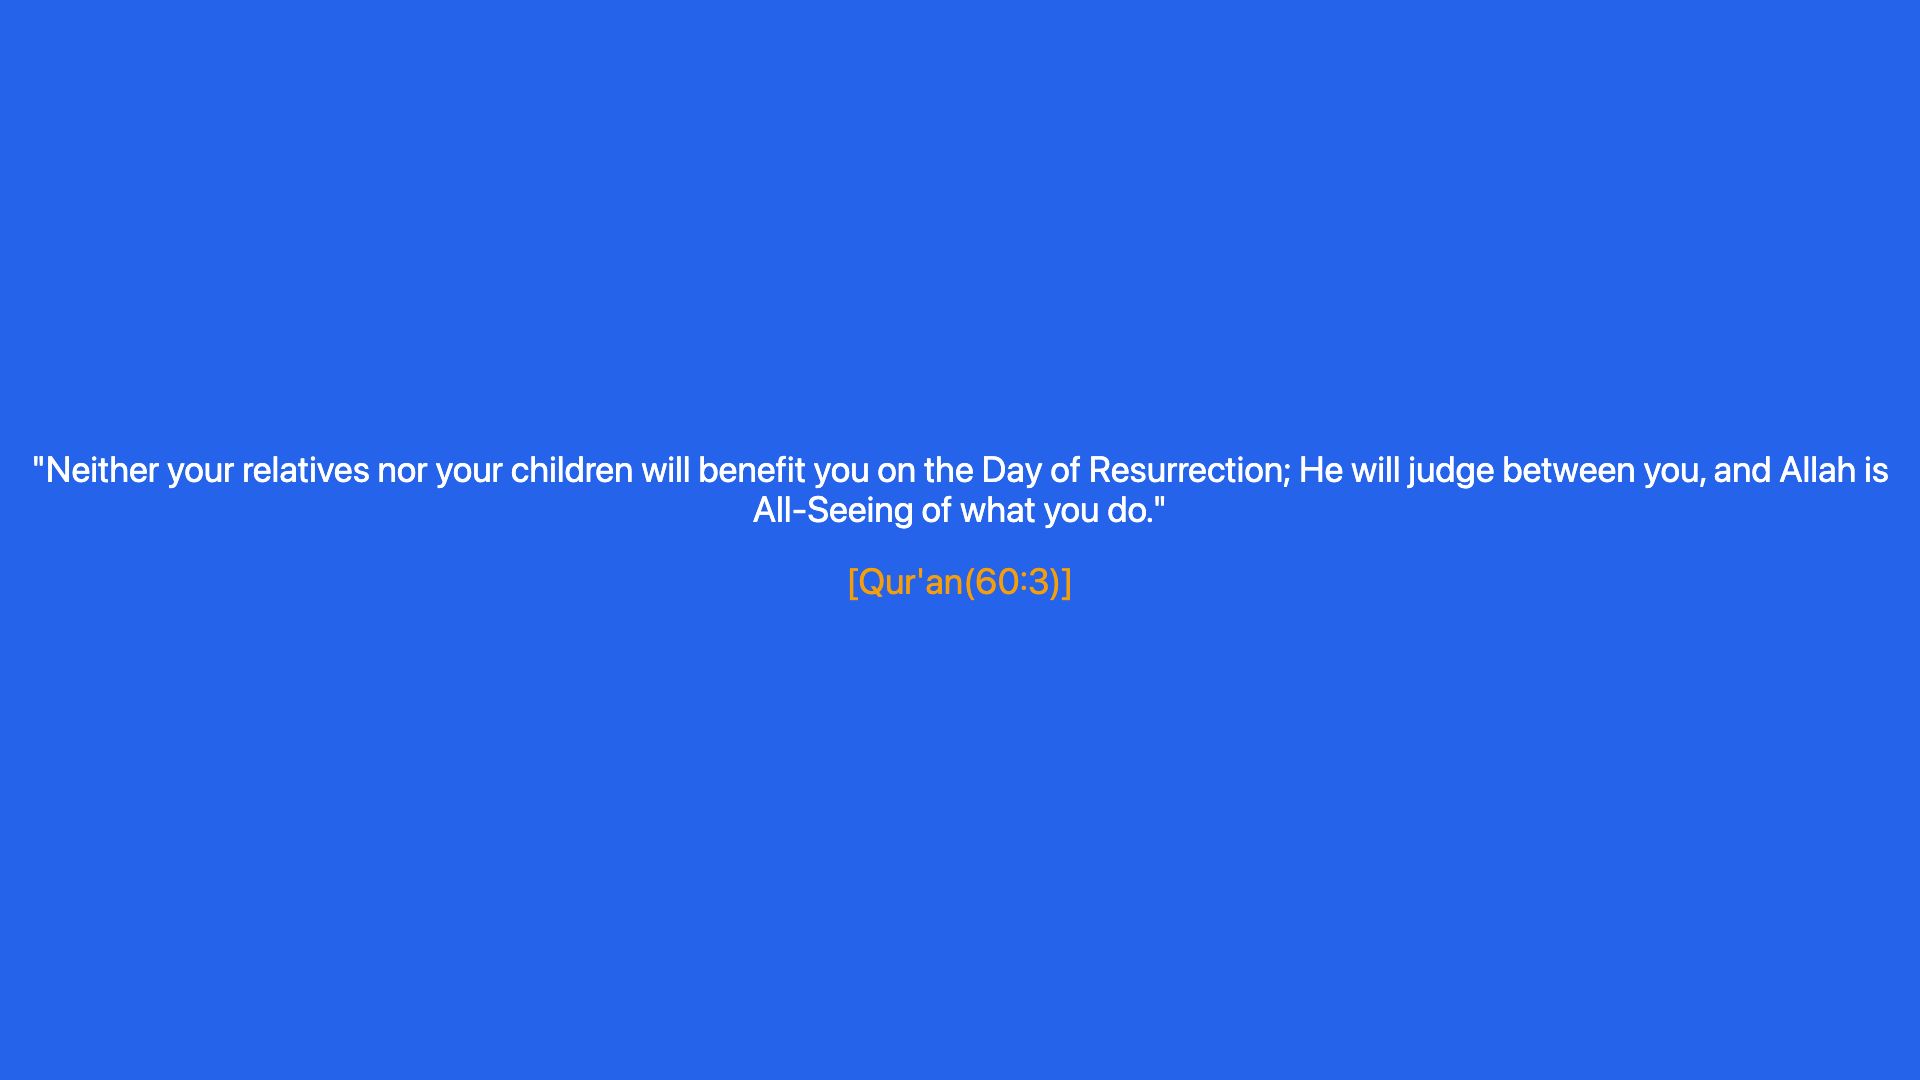 "Neither your relatives nor your children will benefit you on the Day of Resurrection; He will judge between you, and Allah is
All-Seeing of what you do."
[Qur'an(60:3)]